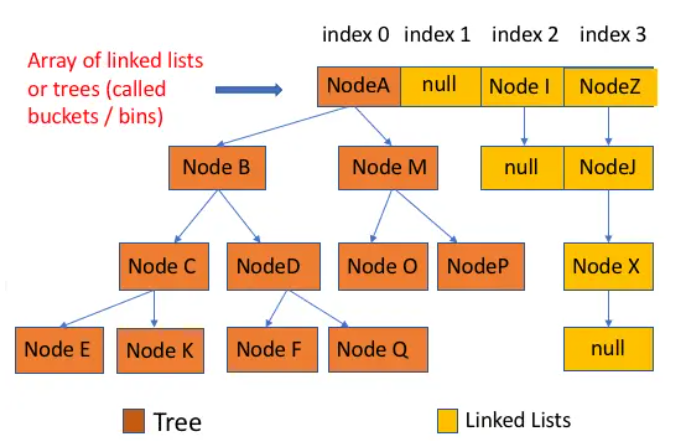 index 0 index 1 index 2 index 3
Array of linked lists
or trees (called
buckets / bins)
NodeA null Node I NodeZ
Node B Node M null NodeJ
Node C NodeD Node O NodeP Node X
Node E Node K Node F Node Q null
Tree Linked Lists